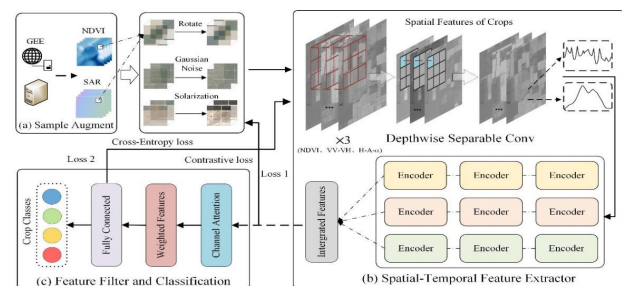 GEE
NDVI
SAR
(a) Sample Augment
Rotate
Gaussian
Noise
Solarization
Spatial Features of Crops
...
...
...
×3
(NDVI、VV-VH、H-A-α)
Depthwise Separable Conv
Cross-Entropy loss
Loss 2
Contrastive loss
Loss 1
Crop Classes
Fully Connected
Weighted Features
Channel Attention
(c) Feature Filter and Classification
Intergrated Features
Encoder
Encoder
Encoder
Encoder
Encoder
Encoder
Encoder
Encoder
Encoder
(b) Spatial-Temporal Feature Extractor